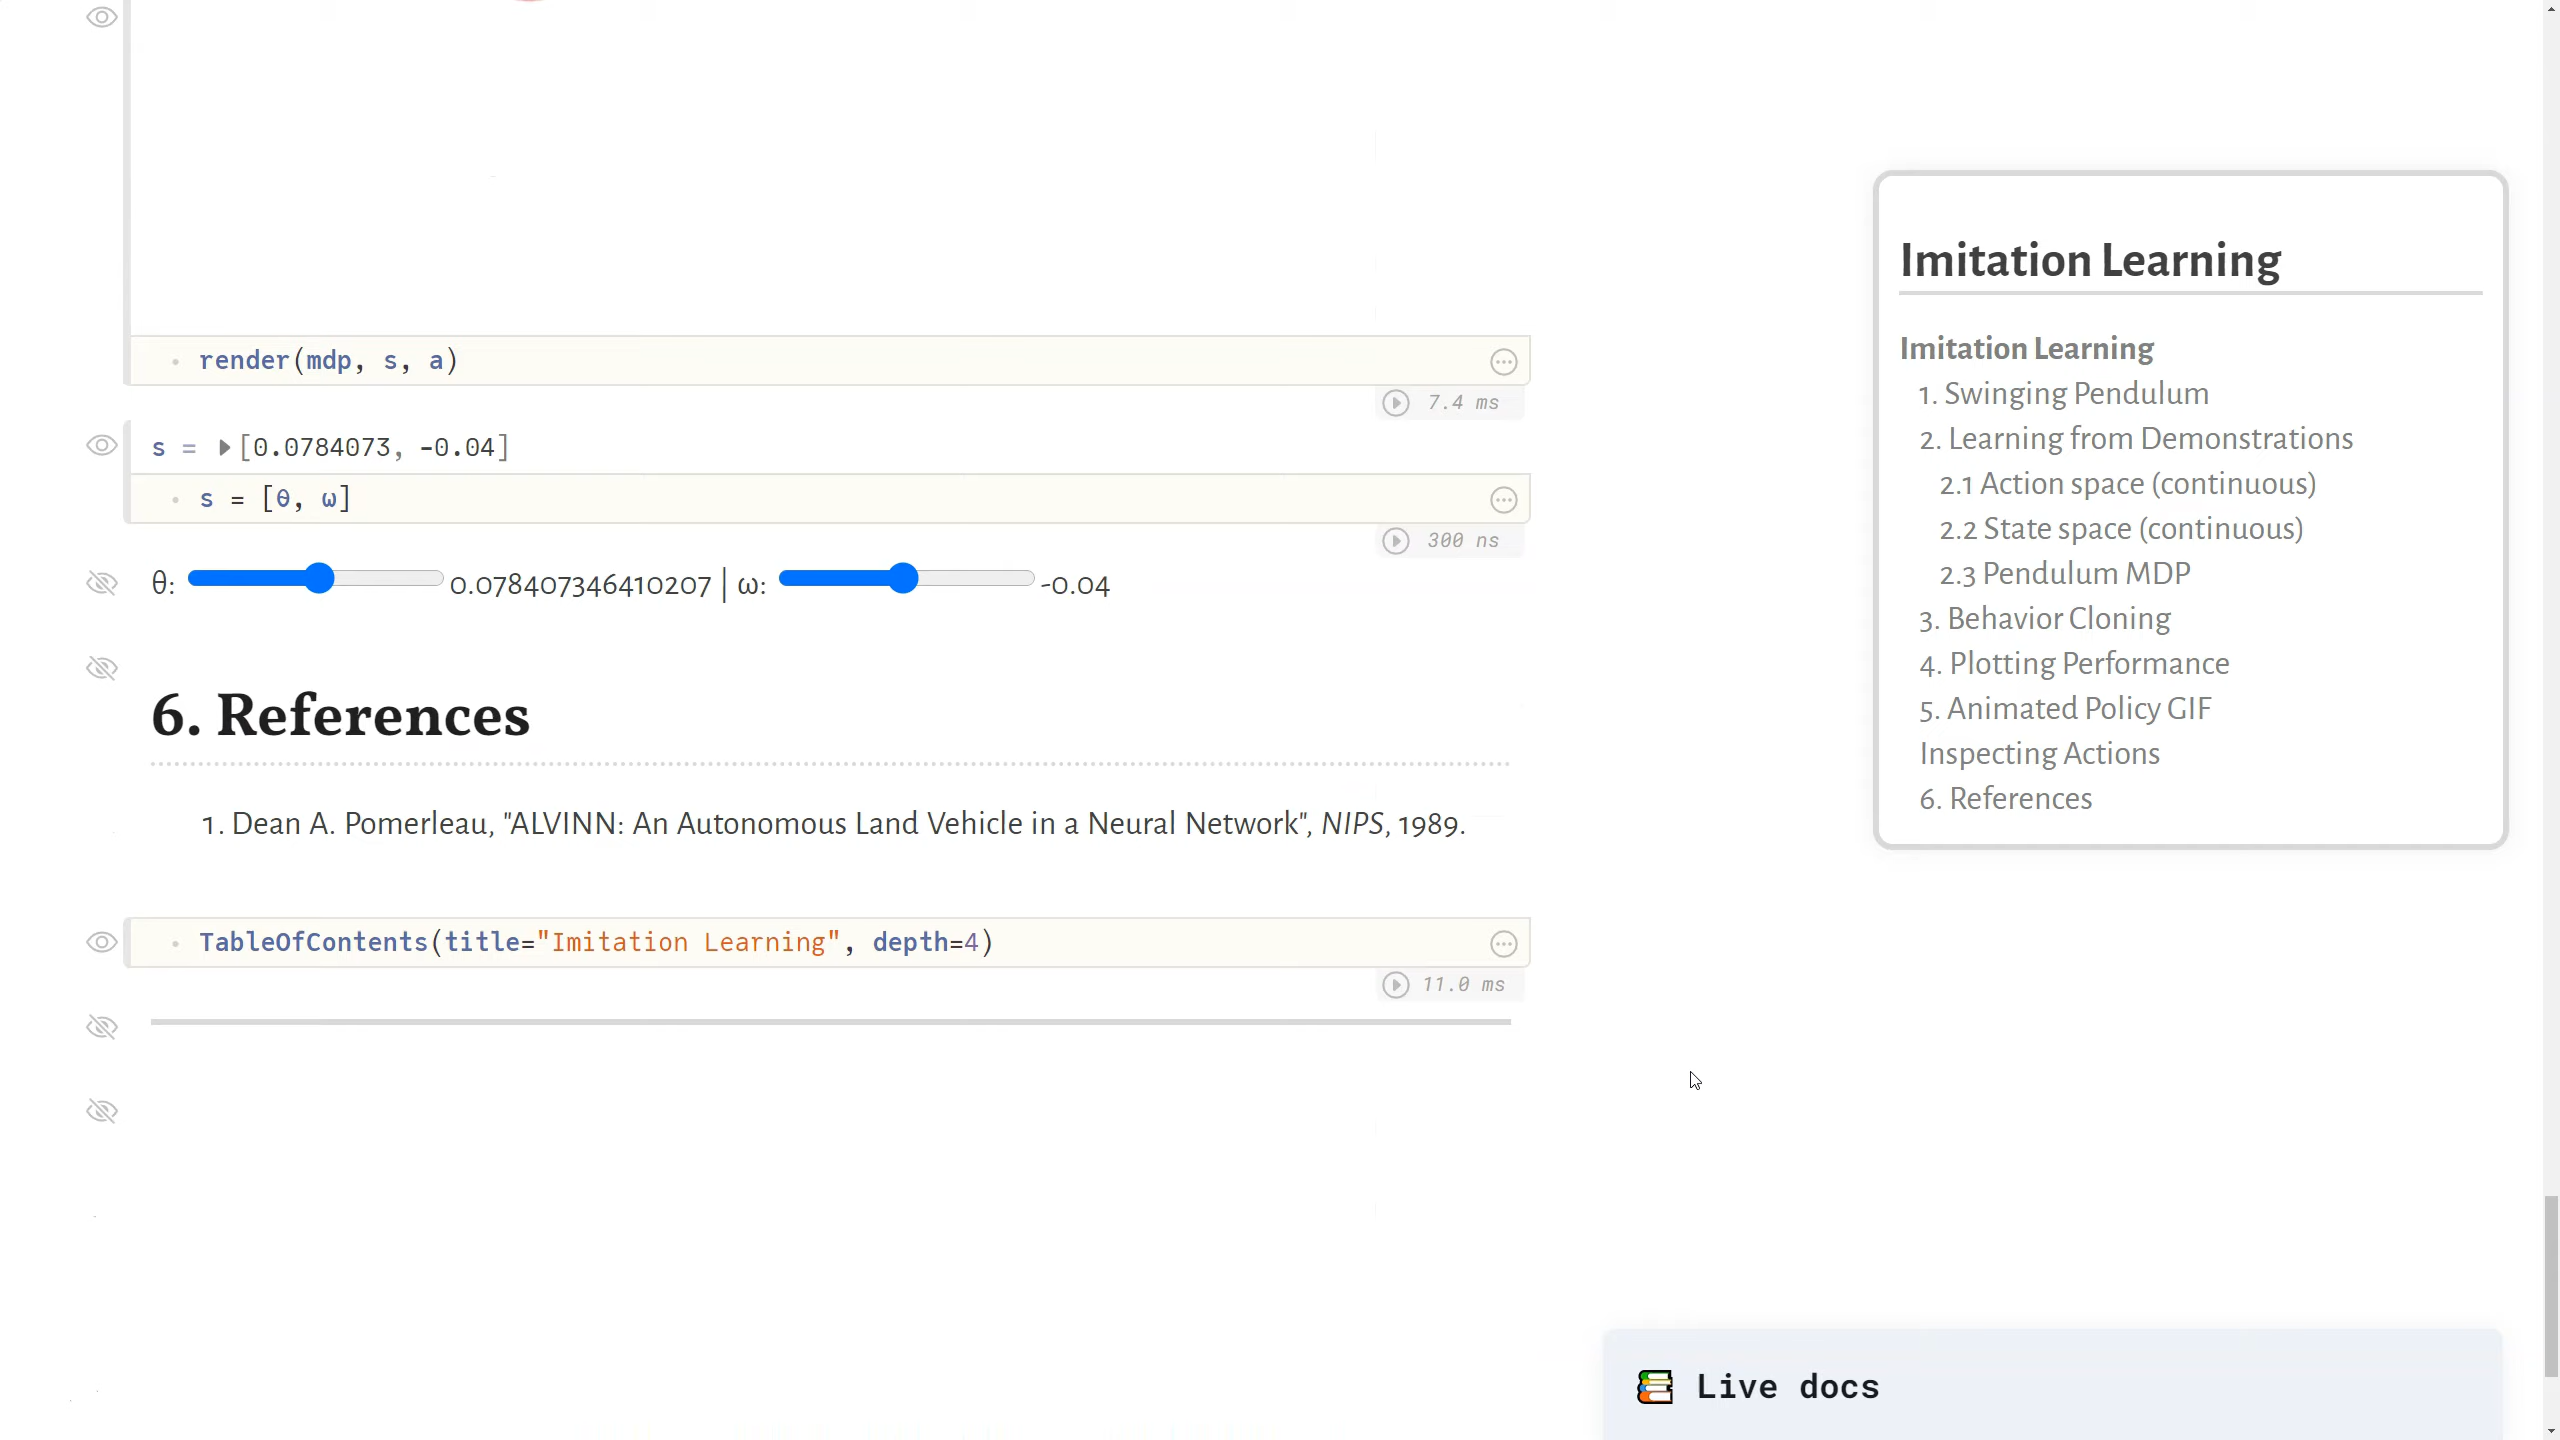 render(mdp, s, a)
7.4 ms
s = [0.0784073, -0.04]
s = [θ, ω]
300 ns
θ: 0.078407346410207 | ω: -0.04
6. References
1. Dean A. Pomerleau, "ALVINN: An Autonomous Land Vehicle in a Neural Network", NIPS, 1989.
TableOfContents(title="Imitation Learning", depth=4)
11.0 ms
Imitation Learning
Imitation Learning
1. Swinging Pendulum
2. Learning from Demonstrations
2.1 Action space (continuous)
2.2 State space (continuous)
2.3 Pendulum MDP
3. Behavior Cloning
4. Plotting Performance
5. Animated Policy GIF
Inspecting Actions
6. References
Live docs